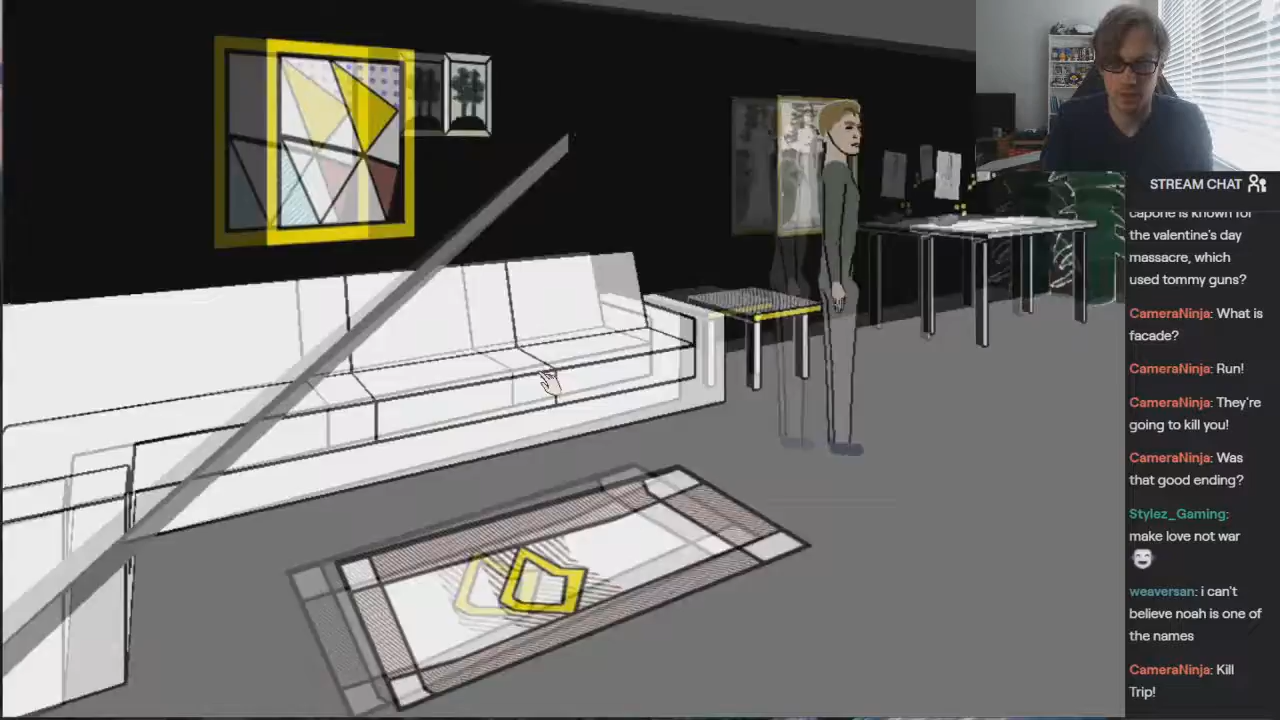 STREAM CHAT
capone is known for
the valentine's day
massacre, which
used tommy guns?
CameraNinja: What is
facade?
CameraNinja: Run!
CameraNinja: They're
going to kill you!
CameraNinja: Was
that good ending?
Stylez_Gaming:
make love not war
weaversan: i can't
believe noah is one of
the names
CameraNinja: Kill
Trip!